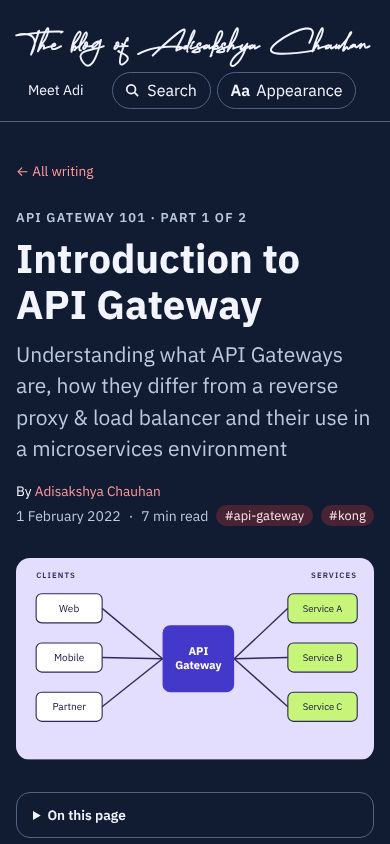 The blog of Adisakshya Chauhan
Meet Adi
Search
Aa Appearance
← All writing
API GATEWAY 101 · PART 1 OF 2
Introduction to
API Gateway
Understanding what API Gateways
are, how they differ from a reverse
proxy & load balancer and their use in
a microservices environment
By Adisakshya Chauhan
1 February 2022 · 7 min read #api-gateway #kong
CLIENTS
SERVICES
Web
Service A
API
Gateway
Mobile
Service B
Partner
Service C
▶ On this page